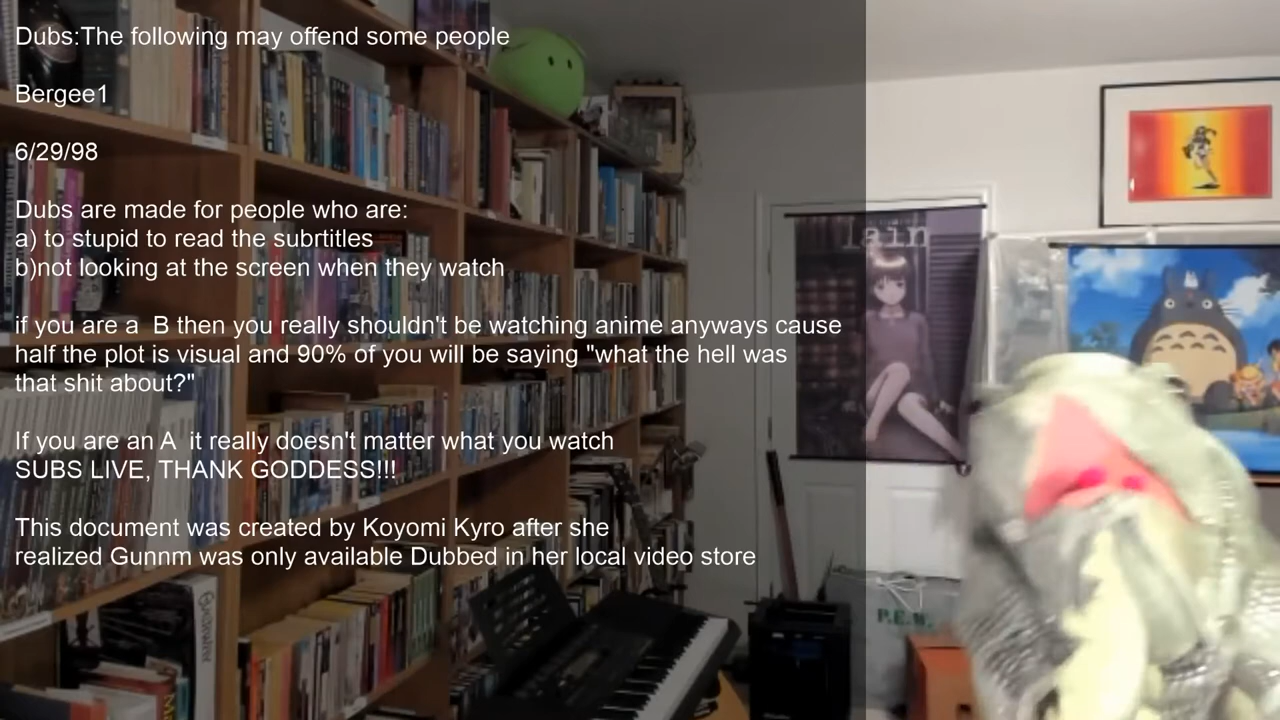 Dubs:The following may offend some people
Bergee1
6/29/98
Dubs are made for people who are:
a) to stupid to read the subrtitles
b)not looking at the screen when they watch
if you are a  B then you really shouldn't be watching anime anyways cause
half the plot is visual and 90% of you will be saying "what the hell was
that shit about?"
If you are an A  it really doesn't matter what you watch
SUBS LIVE, THANK GODDESS!!!
This document was created by Koyomi Kyro after she
realized Gunnm was only available Dubbed in her local video store
lain
R.E.W.